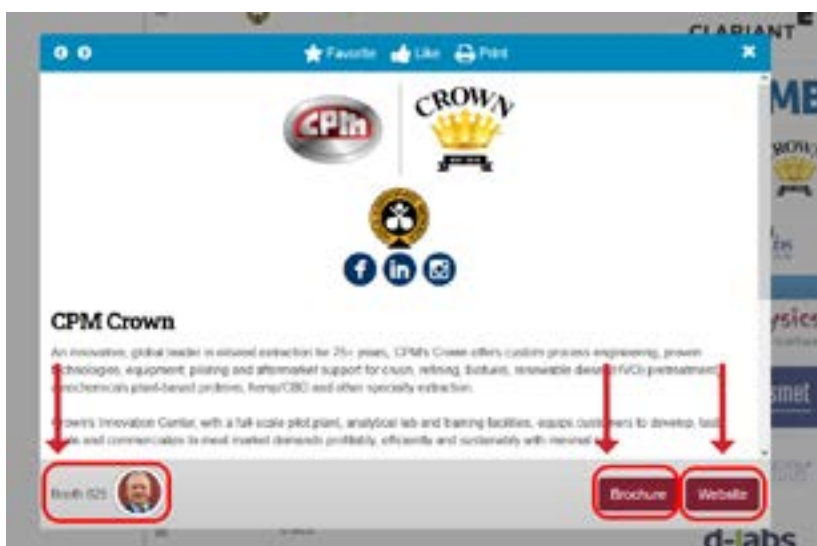 CLARIANT
Favorite Like Print
CPM
CROWN
CPM Crown
An innovative, global leader in oilseed extraction for 75+ years, CPM's Crown offers custom process engineering, proven
technologies, equipment, piloting and aftermarket support for crush, refining, biofuels, renewable diesel (HVO) pretreatment,
plant-based proteins, hemp/CBD and other specialty extraction.
Crown's Innovation Center, with a full-scale pilot plant, analytical lab and training facilities, equips customers to develop, test,
and commercialize to meet market demands profitably, efficiently and sustainably with minimal
Booth 825
Brochure Website
d-labs